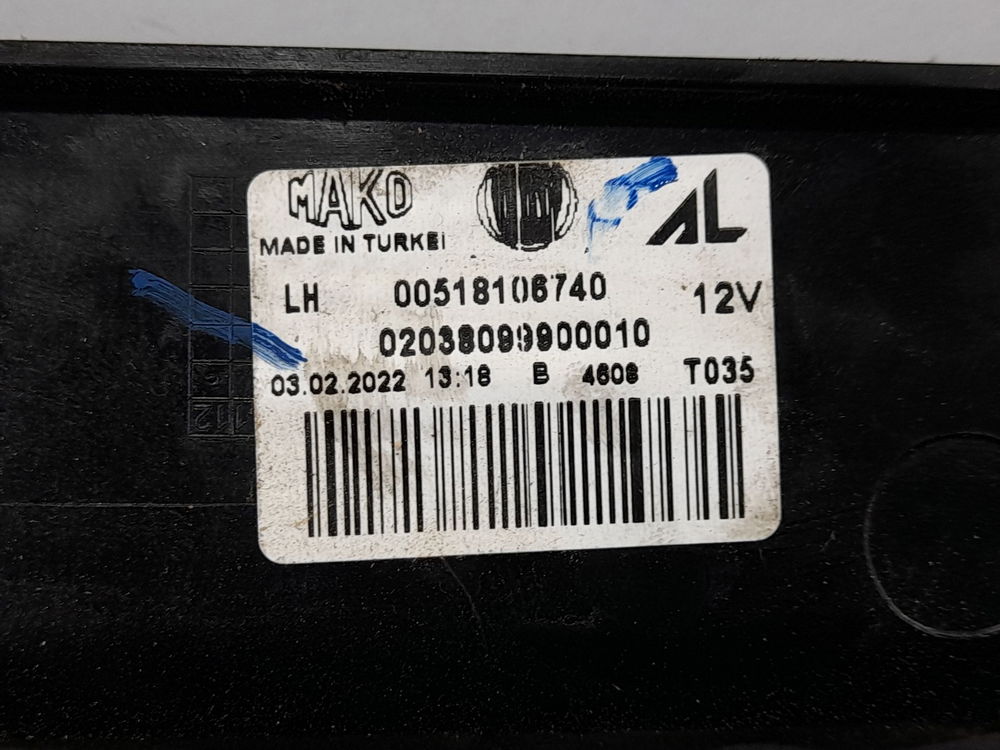 MAKO
AL
MADE IN TURKEi
LH 00518106740 12V
02038099900010
03.02.2022 13:18 B 4608 T035